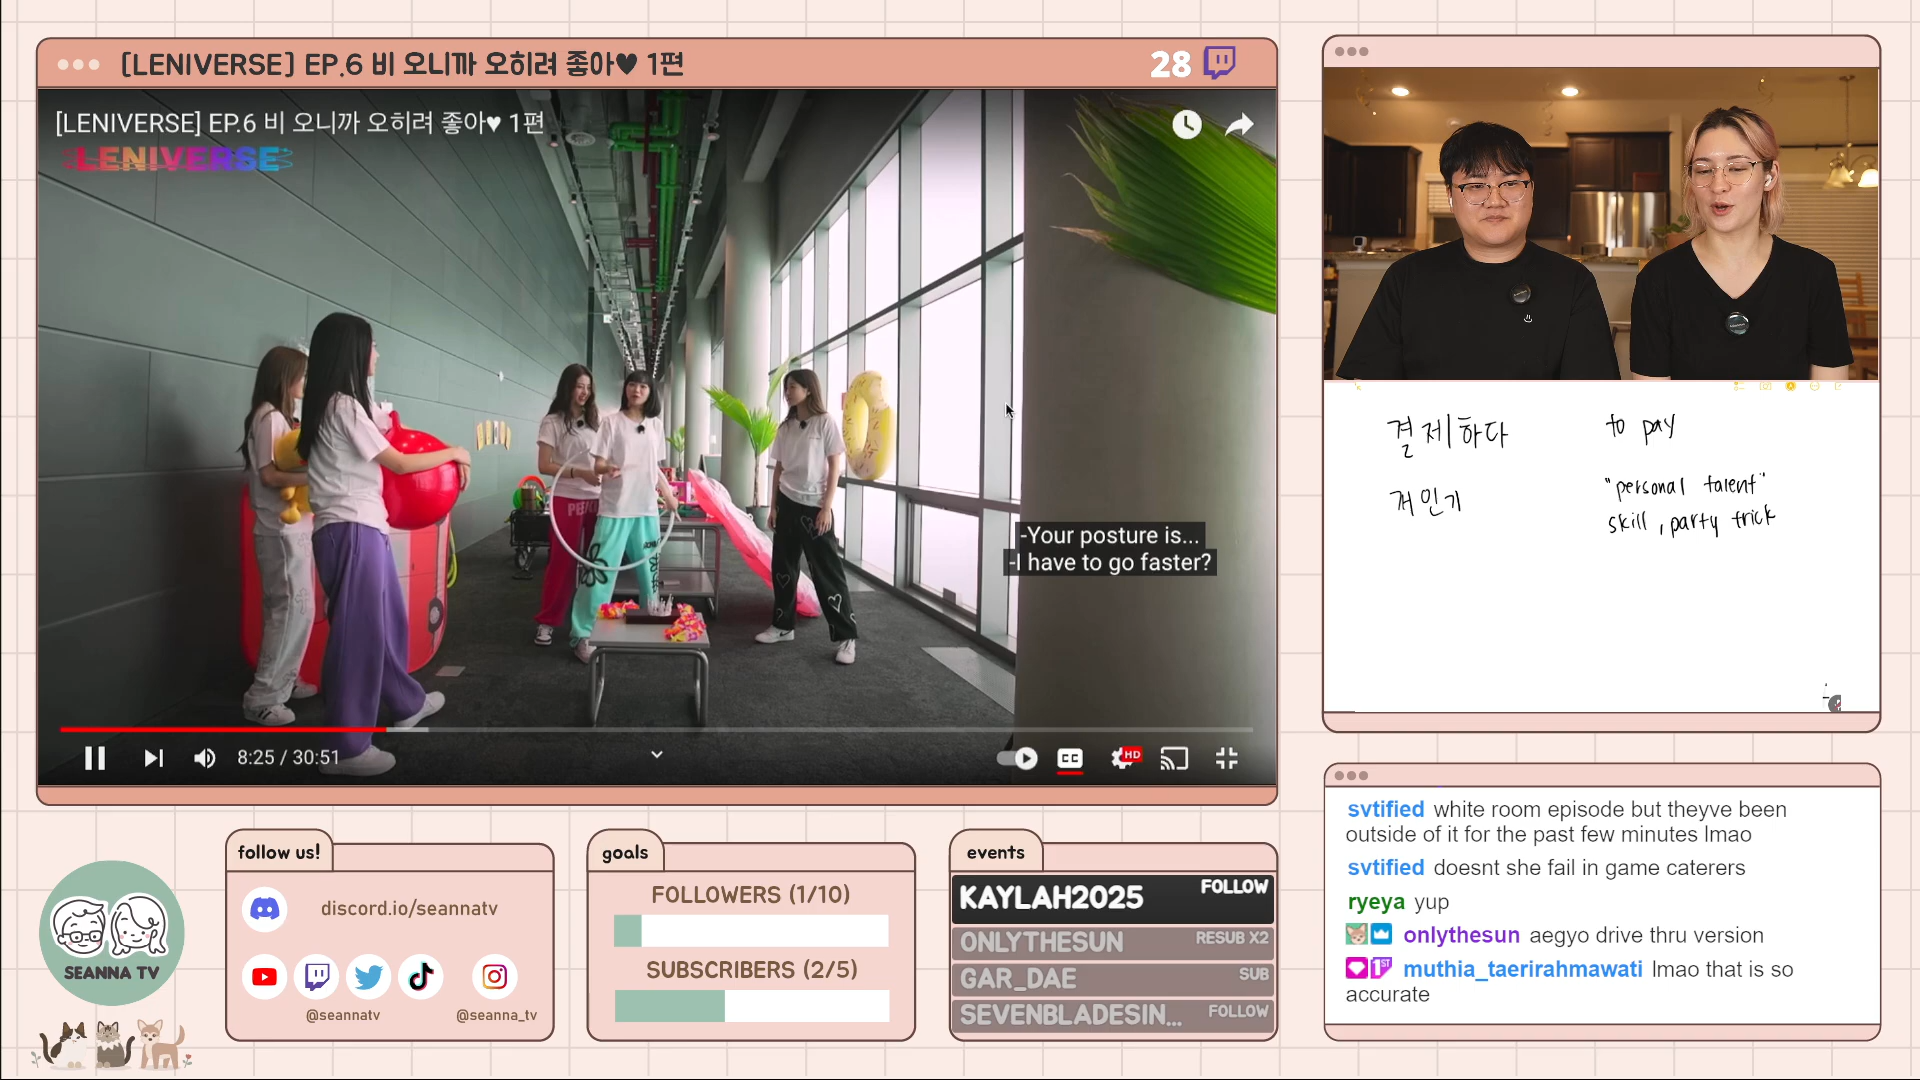 [LENIVERSE] EP.6 비 오니까 오히려 좋아♥ 1편
28
[LENIVERSE] EP.6 비 오니까 오히려 좋아♥ 1편
LENIVERSE
-Your posture is...
-I have to go faster?
8:25 / 30:51
CC
HD
결제하다 to pay
개인기 "personal talent"
skill, party trick
follow us!
discord.io/seannatv
@seannatv
@seanna_tv
SEANNA TV
goals
FOLLOWERS (1/10)
SUBSCRIBERS (2/5)
events
KAYLAH2025 FOLLOW
ONLYTHESUN RESUB X2
GAR_DAE SUB
SEVENBLADESIN... FOLLOW
svtified white room episode but theyve been
outside of it for the past few minutes lmao
svtified doesnt she fail in game caterers
ryeya yup
onlythesun aegyo drive thru version
1ST muthia_taerirahmawati lmao that is so
accurate